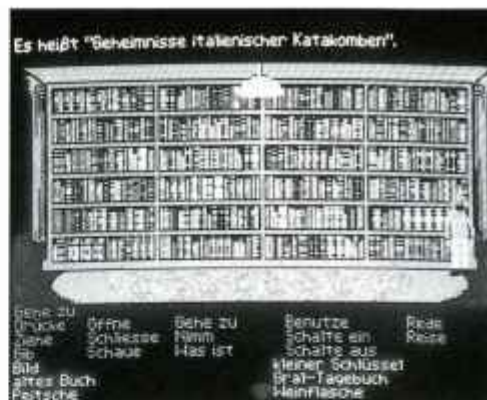 Es heißt "Geheimnisse italienischer Katakomben".
Gehe zu
Drücke Öffne Gehe zu Benutze Rede
Ziehe Schliesse Nimm Schalte ein Reise
Gib Schaue Was ist Schalte aus
Bild kleiner Schlüssel
altes Buch Gral-Tagebuch
Peitsche Weinflasche